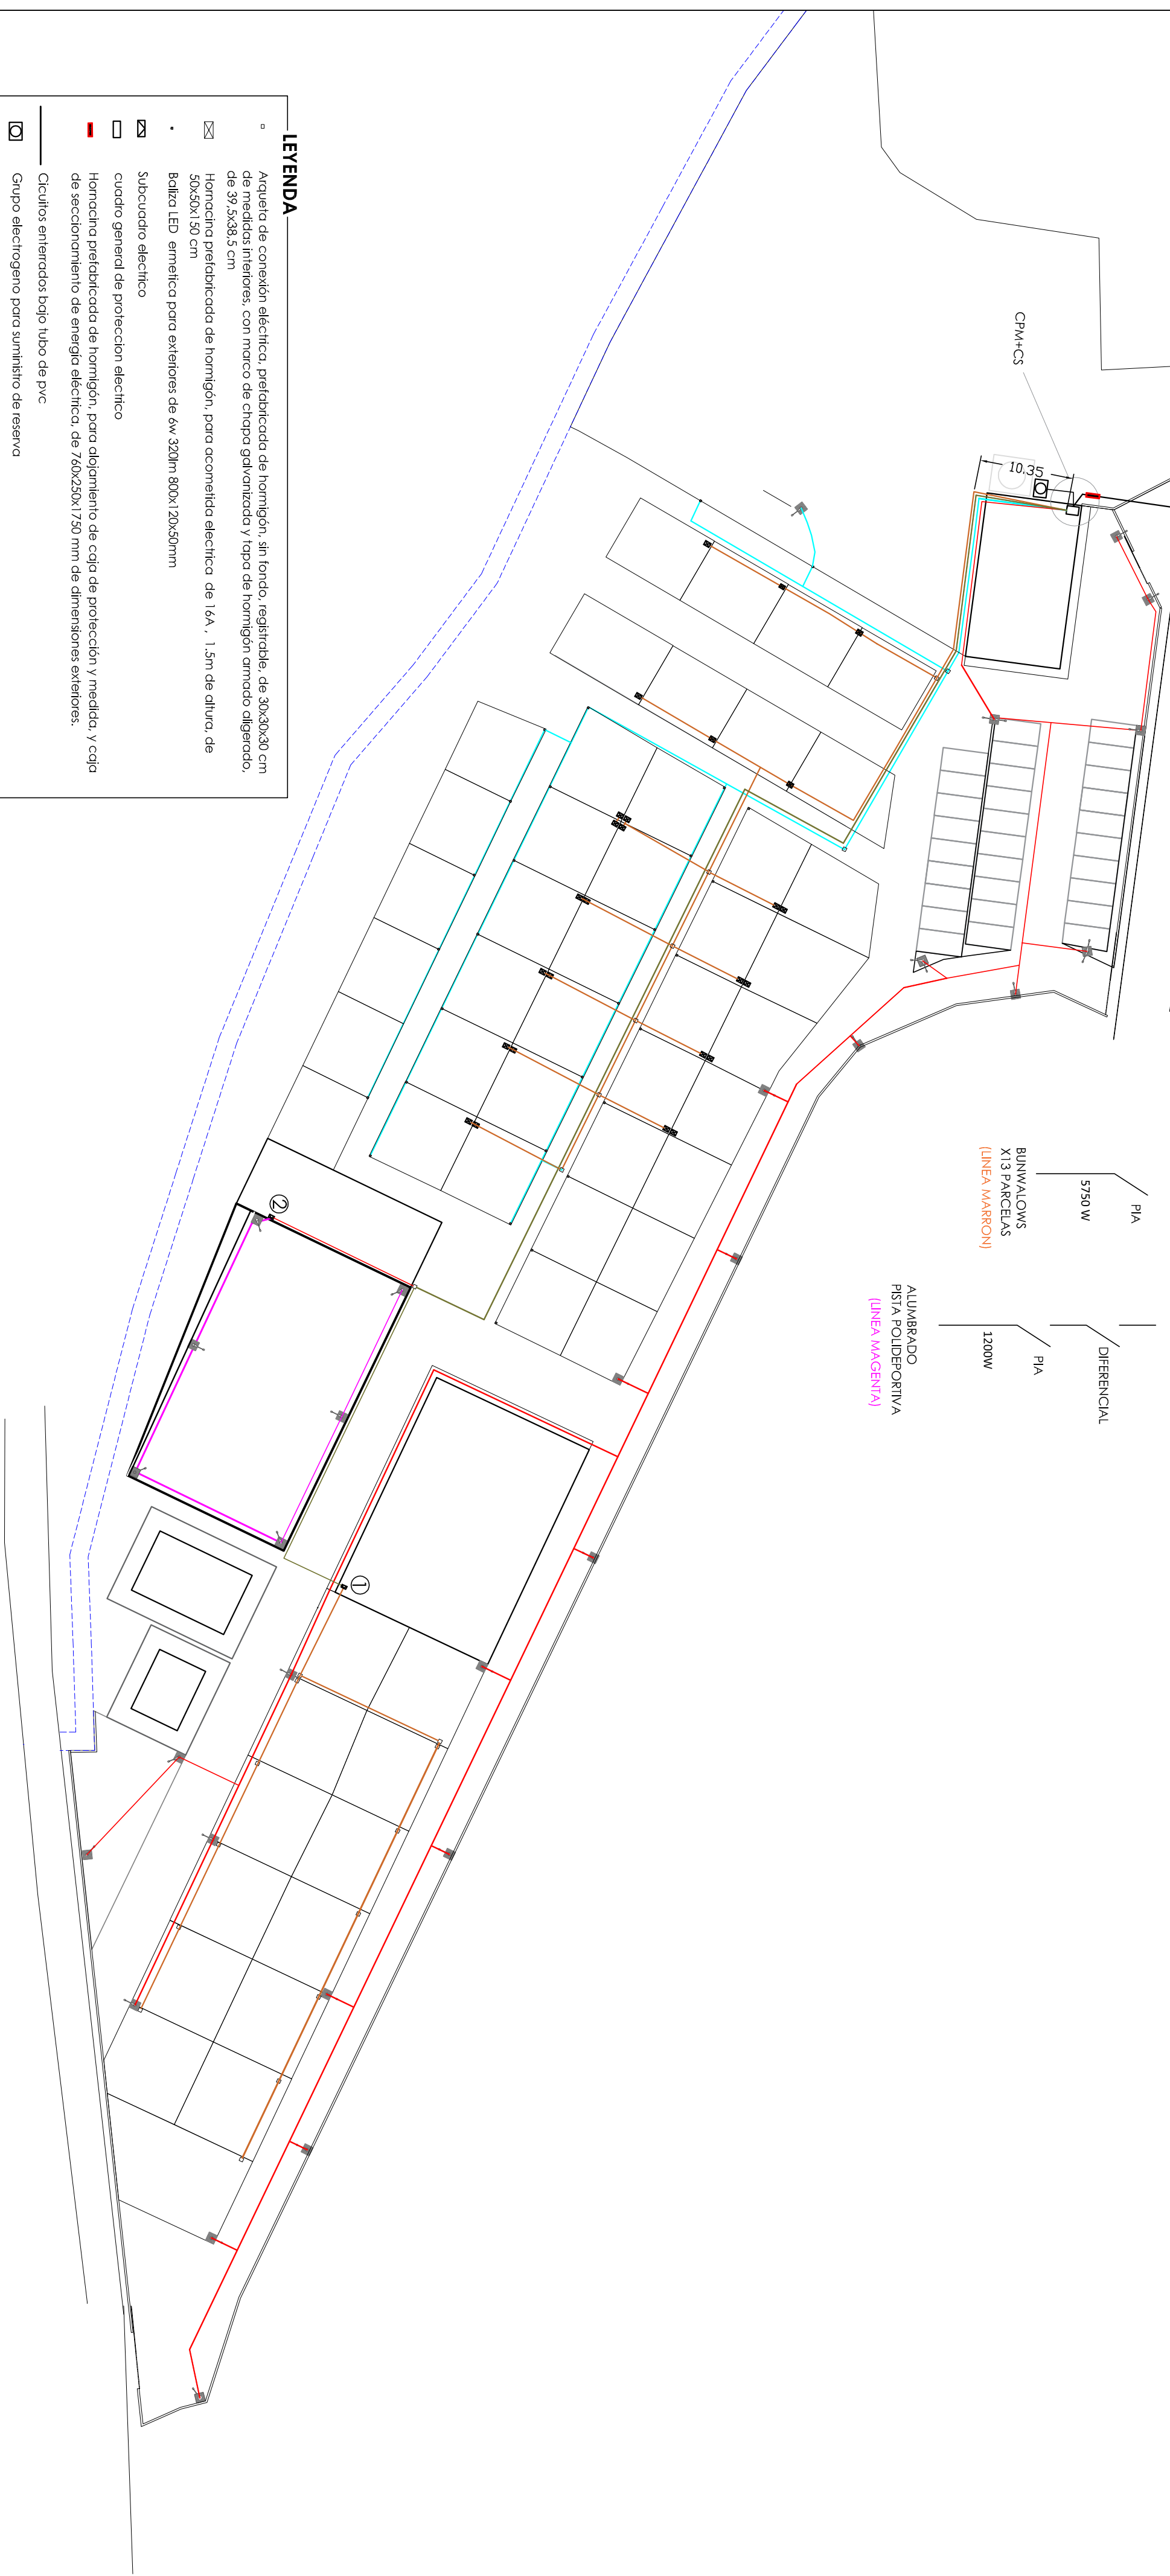 LEYENDA
Arqueta de conexión eléctrica, prefabricada de hormigón, sin fondo, registrable, de 30x30x30 cm
de medidas interiores, con marco de chapa galvanizada y tapa de hormigón armado aligerado,
de 39,5x38,5 cm
Hornacina prefabricada de hormigón, para acometida electrica de 16A , 1.5m de altura, de
50x50x150 cm
Baliza LED ermetica para exteriores de 6w 320lm 800x120x50mm
Subcuadro electrico
cuadro general de proteccion electrico
Hornacina prefabricada de hormigón, para alojamiento de caja de protección y medida, y caja
de seccionamiento de energía eléctrica, de 760x250x1750 mm de dimensiones exteriores.
Cicuitos enterrados bajo tubo de pvc
Grupo electrogeno para suministro de reserva
CPM+CS
10.35
PIA
5750 W
BUNWALOWS
X13 PARCELAS
(LINEA MARRON)
DIFERENCIAL
PIA
1200W
ALUMBRADO
PISTA POLIDEPORTIVA
(LINEA MAGENTA)
2
1